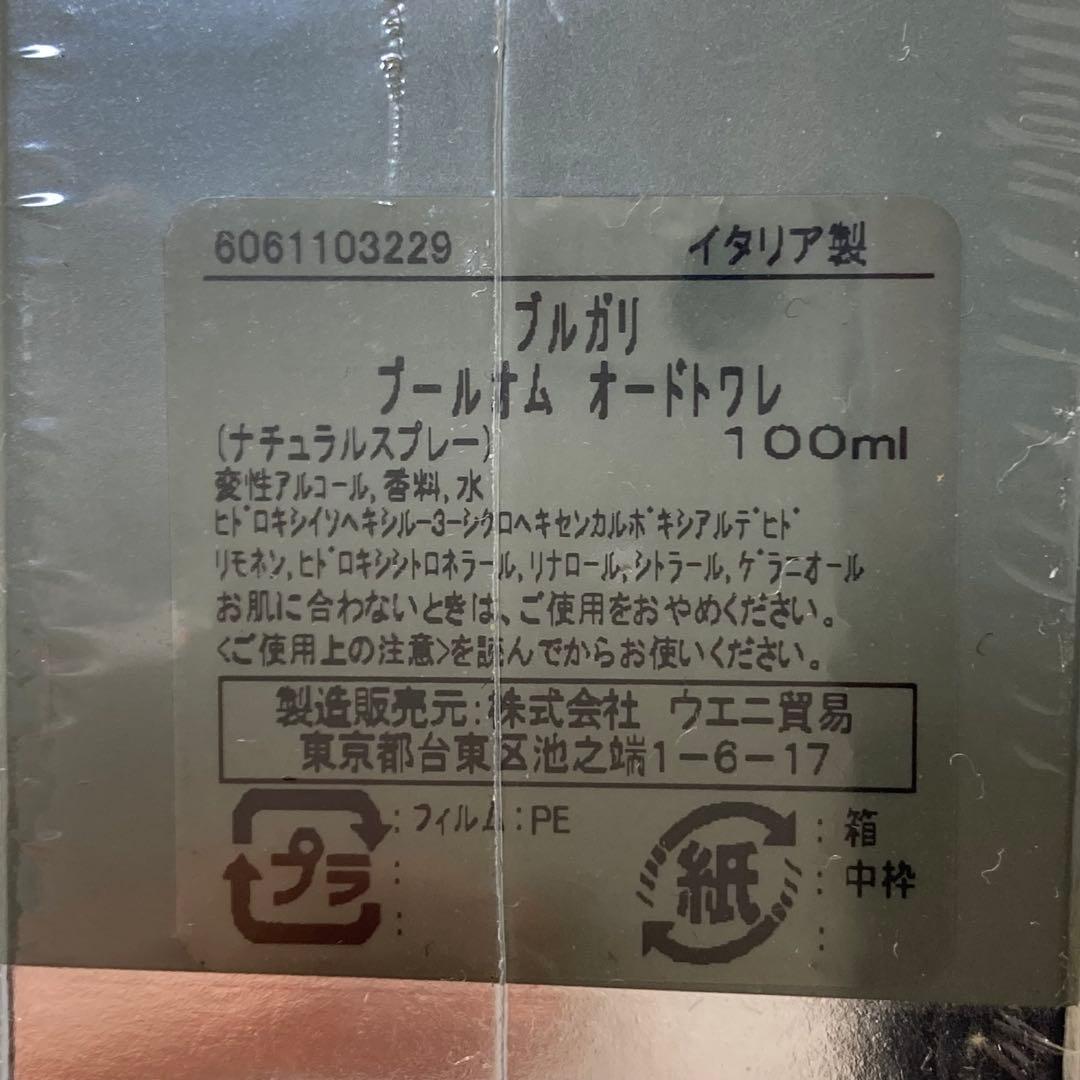 6061103229 イタリア製
ブルガリ
プールオム オードトワレ
(ナチュラルスプレー) 100ml
変性アルコール,香料,水
ﾋﾄﾞﾛｷｼｲｿﾍｷｼﾙｰ3ｰｼｸﾛﾍｷｾﾝｶﾙﾎﾞｷｼｱﾙﾃﾞﾋﾄﾞ
ﾘﾓﾈﾝ,ﾋﾄﾞﾛｷｼｼﾄﾛﾈﾗｰﾙ,ﾘﾅﾛｰﾙ,ｼﾄﾗｰﾙ,ｹﾞﾗﾆｵｰﾙ
お肌に合わないときは、ご使用をおやめください。
<ご使用上の注意>を読んでからお使いください。
製造販売元:株式会社 ウエニ貿易
東京都台東区池之端1-6-17
プラ :フィルム:PE
紙 :箱
:中枠